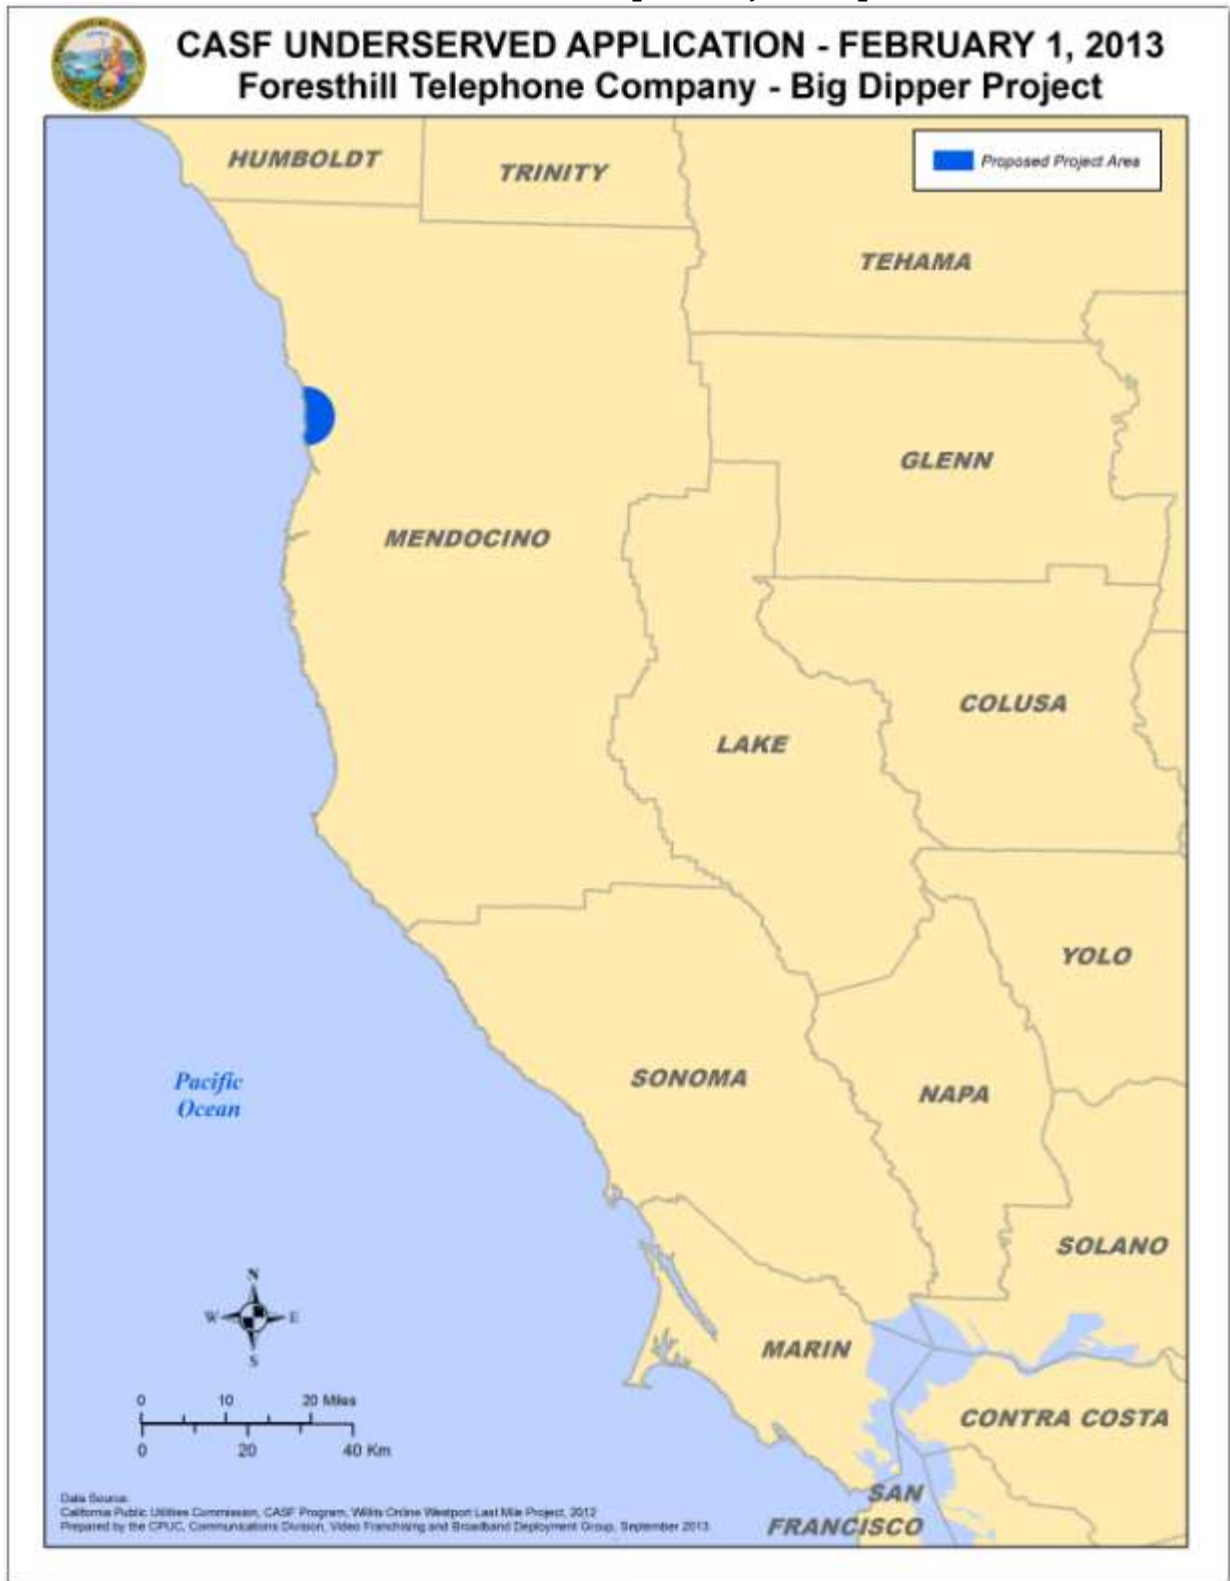 CASF UNDERSERVED APPLICATION - FEBRUARY 1, 2013
Foresthill Telephone Company - Big Dipper Project
HUMBOLDT
TRINITY
Proposed Project Area
TEHAMA
GLENN
MENDOCINO
COLUSA
LAKE
YOLO
Pacific
Ocean
SONOMA
NAPA
SOLANO
N
W E
S
MARIN
0 10 20 Miles
0 20 40 Km
CONTRA COSTA
SAN
FRANCISCO
Data Source:
California Public Utilities Commission, CASF Program, Willits Online Westport Last Mile Project, 2012
Prepared by the CPUC, Communications Division, Video Franchising and Broadband Deployment Group, September 2013